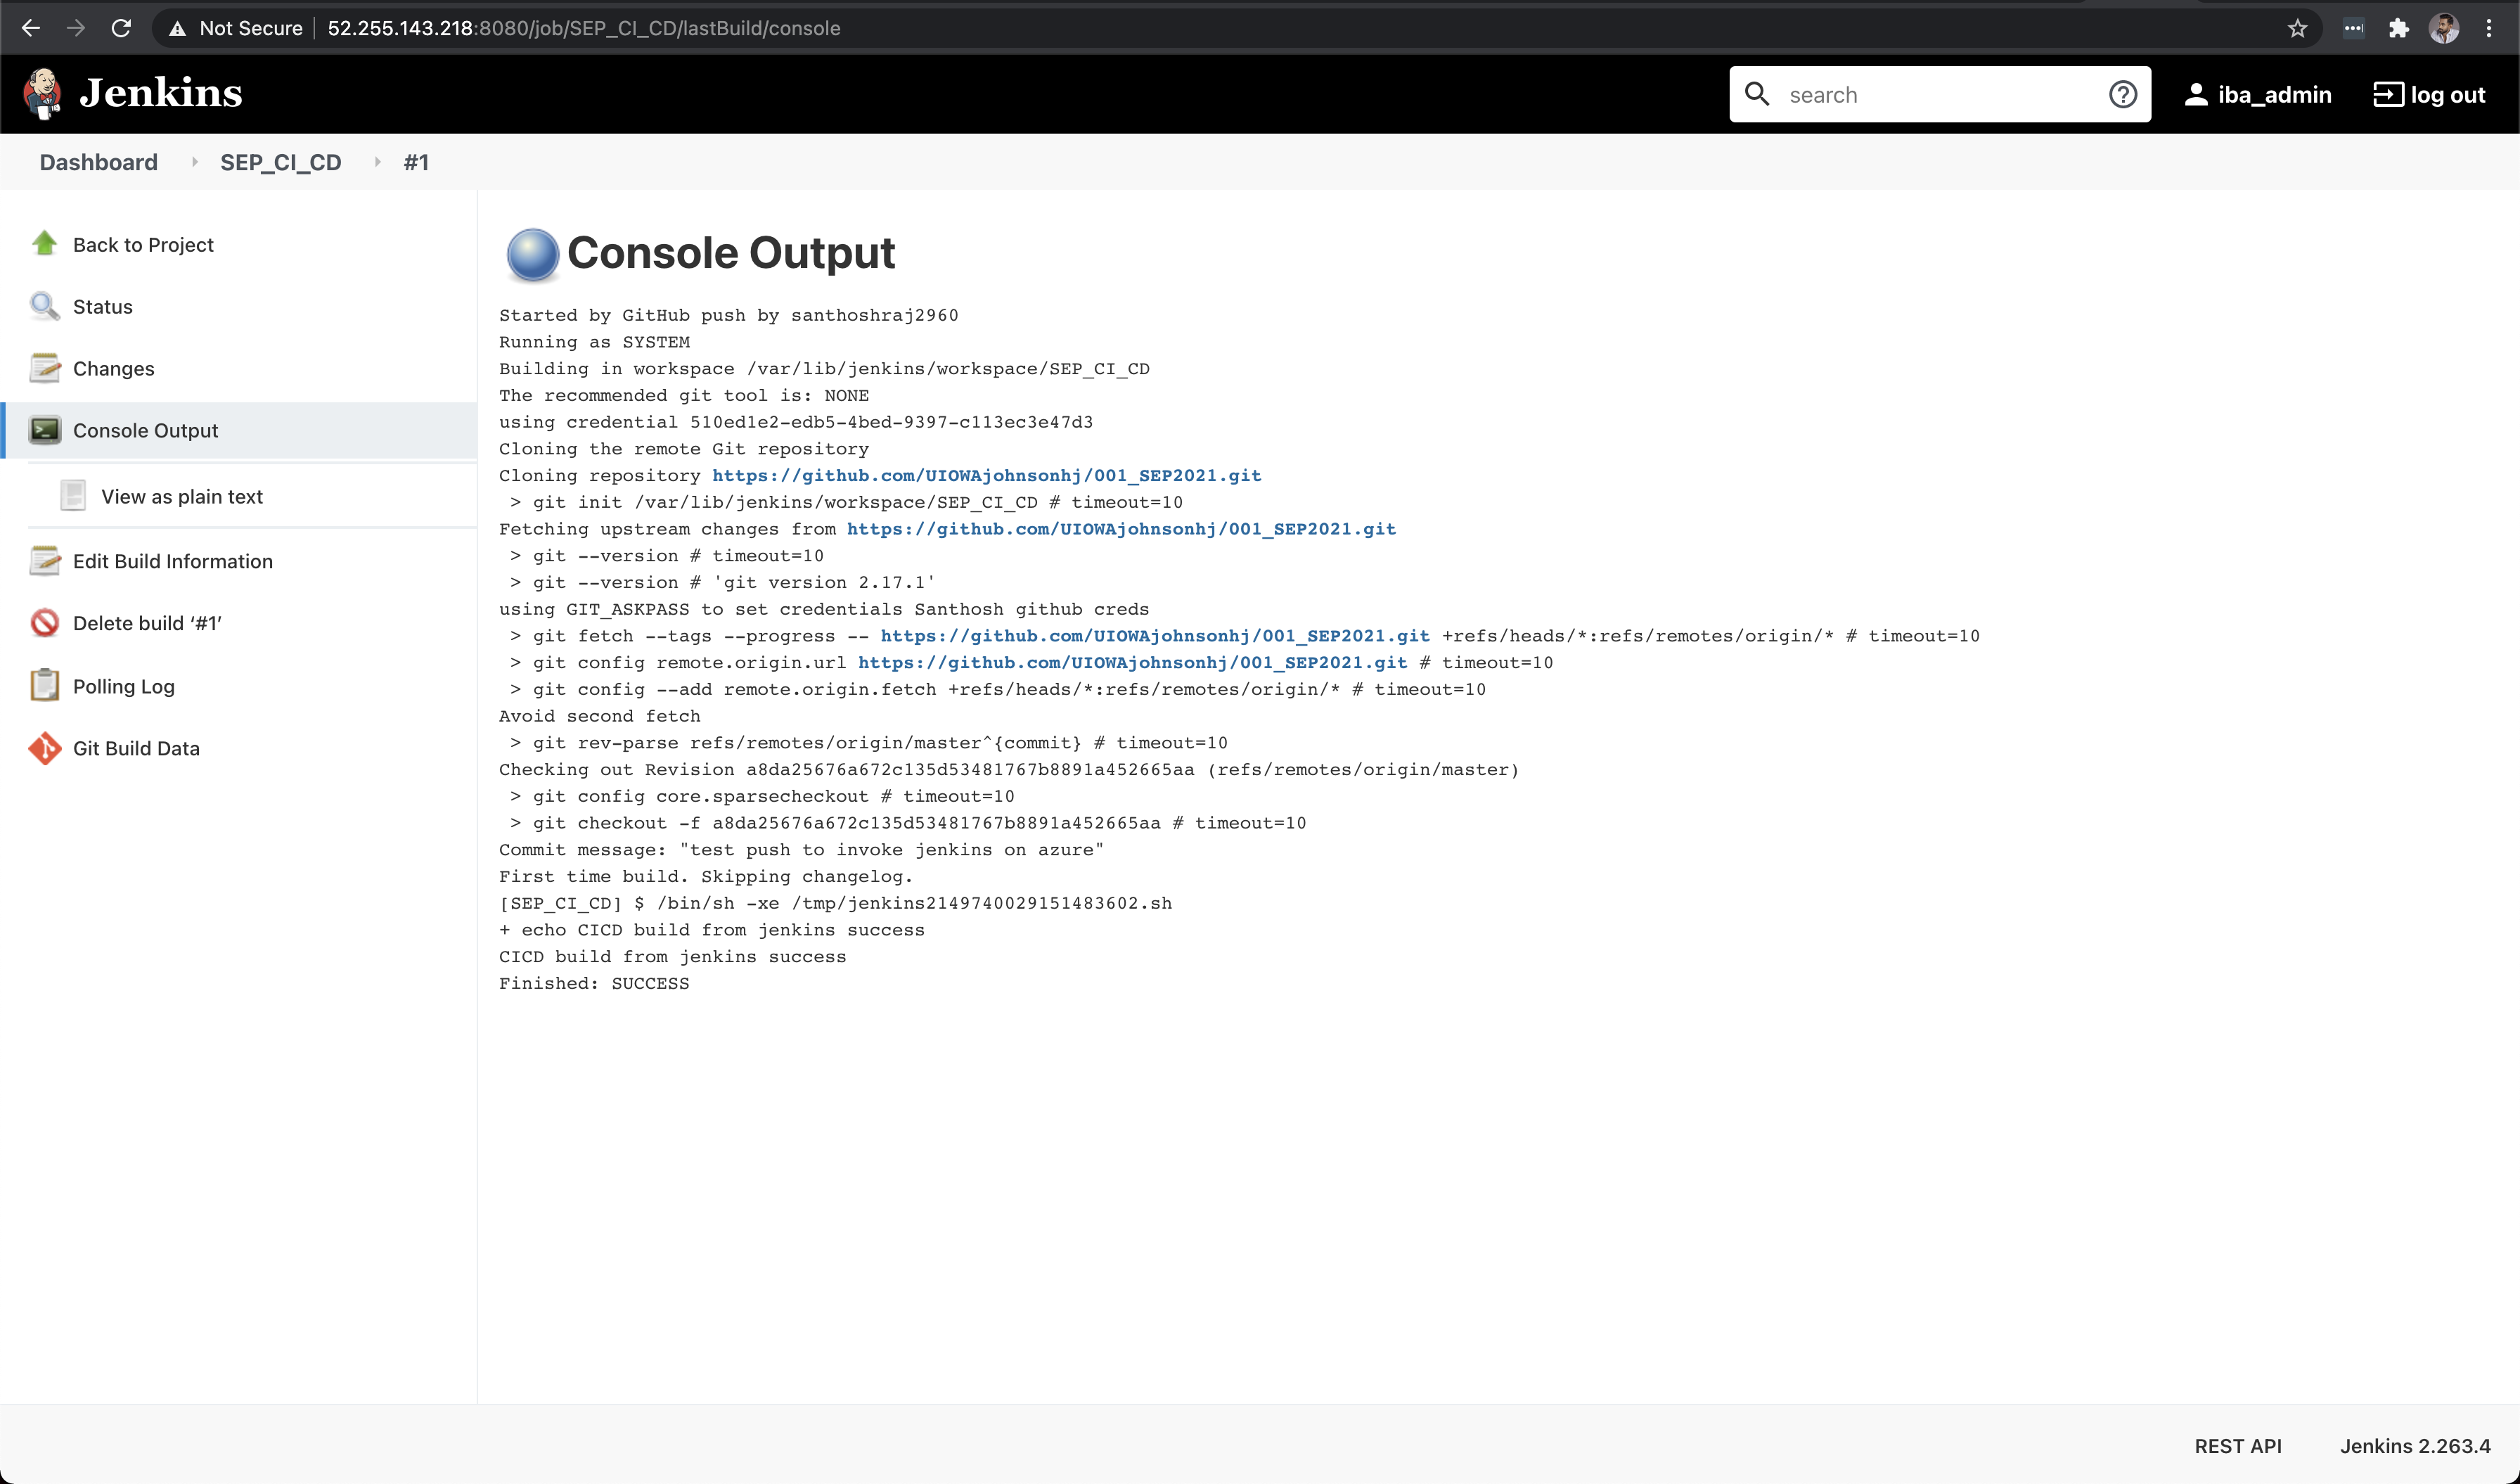 Not Secure 52.255.143.218:8080/job/SEP_CI_CD/lastBuild/console
Jenkins
search
iba_admin
log out
Dashboard SEP_CI_CD #1
Back to Project
Status
Changes
Console Output
View as plain text
Edit Build Information
Delete build ‘#1’
Polling Log
Git Build Data
Console Output
Started by GitHub push by santhoshraj2960
Running as SYSTEM
Building in workspace /var/lib/jenkins/workspace/SEP_CI_CD
The recommended git tool is: NONE
using credential 510ed1e2-edb5-4bed-9397-c113ec3e47d3
Cloning the remote Git repository
Cloning repository https://github.com/UIOWAjohnsonhj/001_SEP2021.git
 > git init /var/lib/jenkins/workspace/SEP_CI_CD # timeout=10
Fetching upstream changes from https://github.com/UIOWAjohnsonhj/001_SEP2021.git
 > git --version # timeout=10
 > git --version # 'git version 2.17.1'
using GIT_ASKPASS to set credentials Santhosh github creds
 > git fetch --tags --progress -- https://github.com/UIOWAjohnsonhj/001_SEP2021.git +refs/heads/*:refs/remotes/origin/* # timeout=10
 > git config remote.origin.url https://github.com/UIOWAjohnsonhj/001_SEP2021.git # timeout=10
 > git config --add remote.origin.fetch +refs/heads/*:refs/remotes/origin/* # timeout=10
Avoid second fetch
 > git rev-parse refs/remotes/origin/master^{commit} # timeout=10
Checking out Revision a8da25676a672c135d53481767b8891a452665aa (refs/remotes/origin/master)
 > git config core.sparsecheckout # timeout=10
 > git checkout -f a8da25676a672c135d53481767b8891a452665aa # timeout=10
Commit message: "test push to invoke jenkins on azure"
First time build. Skipping changelog.
[SEP_CI_CD] $ /bin/sh -xe /tmp/jenkins2149740029151483602.sh
+ echo CICD build from jenkins success
CICD build from jenkins success
Finished: SUCCESS
REST API
Jenkins 2.263.4